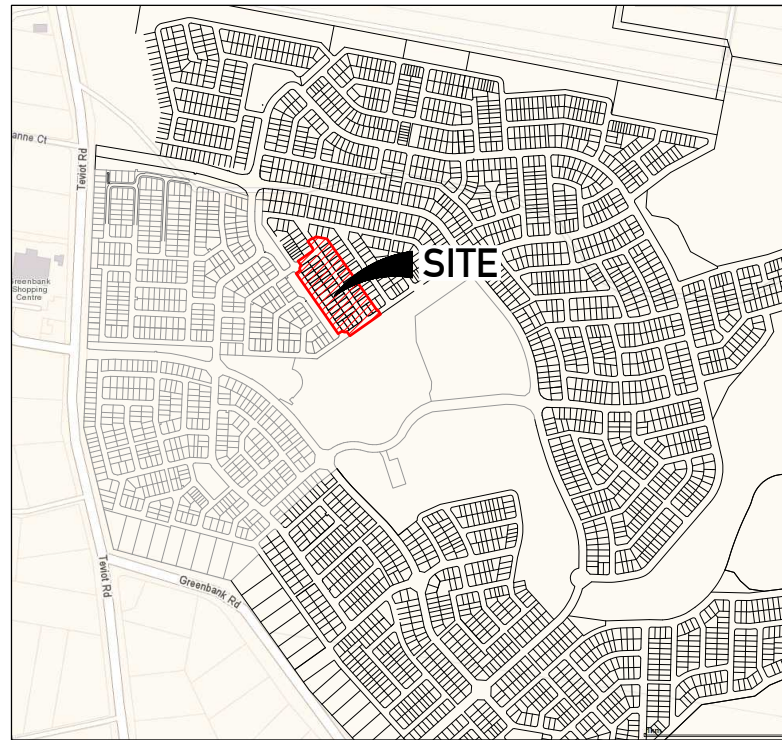 anne Ct
Teviot Rd
SITE
Greenbank
Shopping
Centre
Teviot Rd
Greenbank Rd